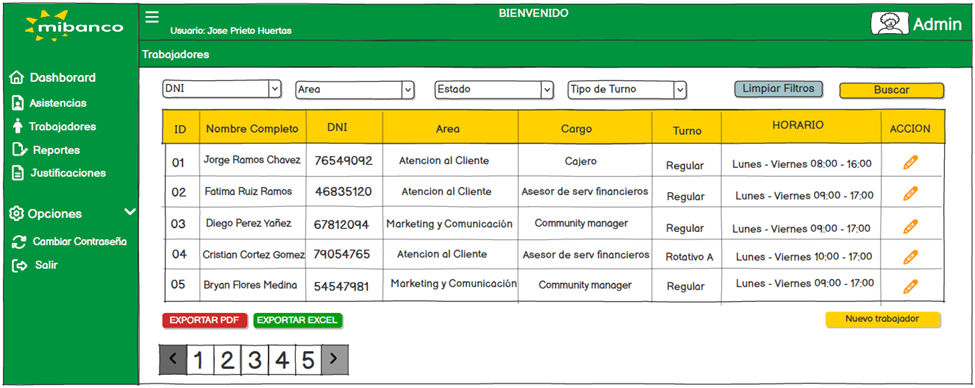 mibanco
BIENVENIDO
Usuario: Jose Prieto Huertas
Admin
Trabajadores
Dashborard
Asistencias
Trabajadores
Reportes
Justificaciones
Opciones
Cambiar Contraseña
Salir
DNI Area Estado Tipo de Turno Limpiar Filtros Buscar
ID Nombre Completo DNI Area Cargo Turno HORARIO ACCION
01 Jorge Ramos Chavez 76549092 Atencion al Cliente Cajero Regular Lunes - Viernes 08:00 - 16:00
02 Fatima Ruiz Ramos 46835120 Atencion al Cliente Asesor de serv financieros Regular Lunes - Viernes 09:00 - 17:00
03 Diego Perez Yañez 67812094 Marketing y Comunicación Community manager Regular Lunes - Viernes 09:00 - 17:00
04 Cristian Cortez Gomez 79054765 Atencion al Cliente Asesor de serv financieros Rotativo A Lunes - Viernes 10:00 - 17:00
05 Bryan Flores Medina 54547981 Marketing y Comunicación Community manager Regular Lunes - Viernes 09:00 - 17:00
EXPORTAR PDF EXPORTAR EXCEL Nuevo trabajador
< 1 2 3 4 5 >